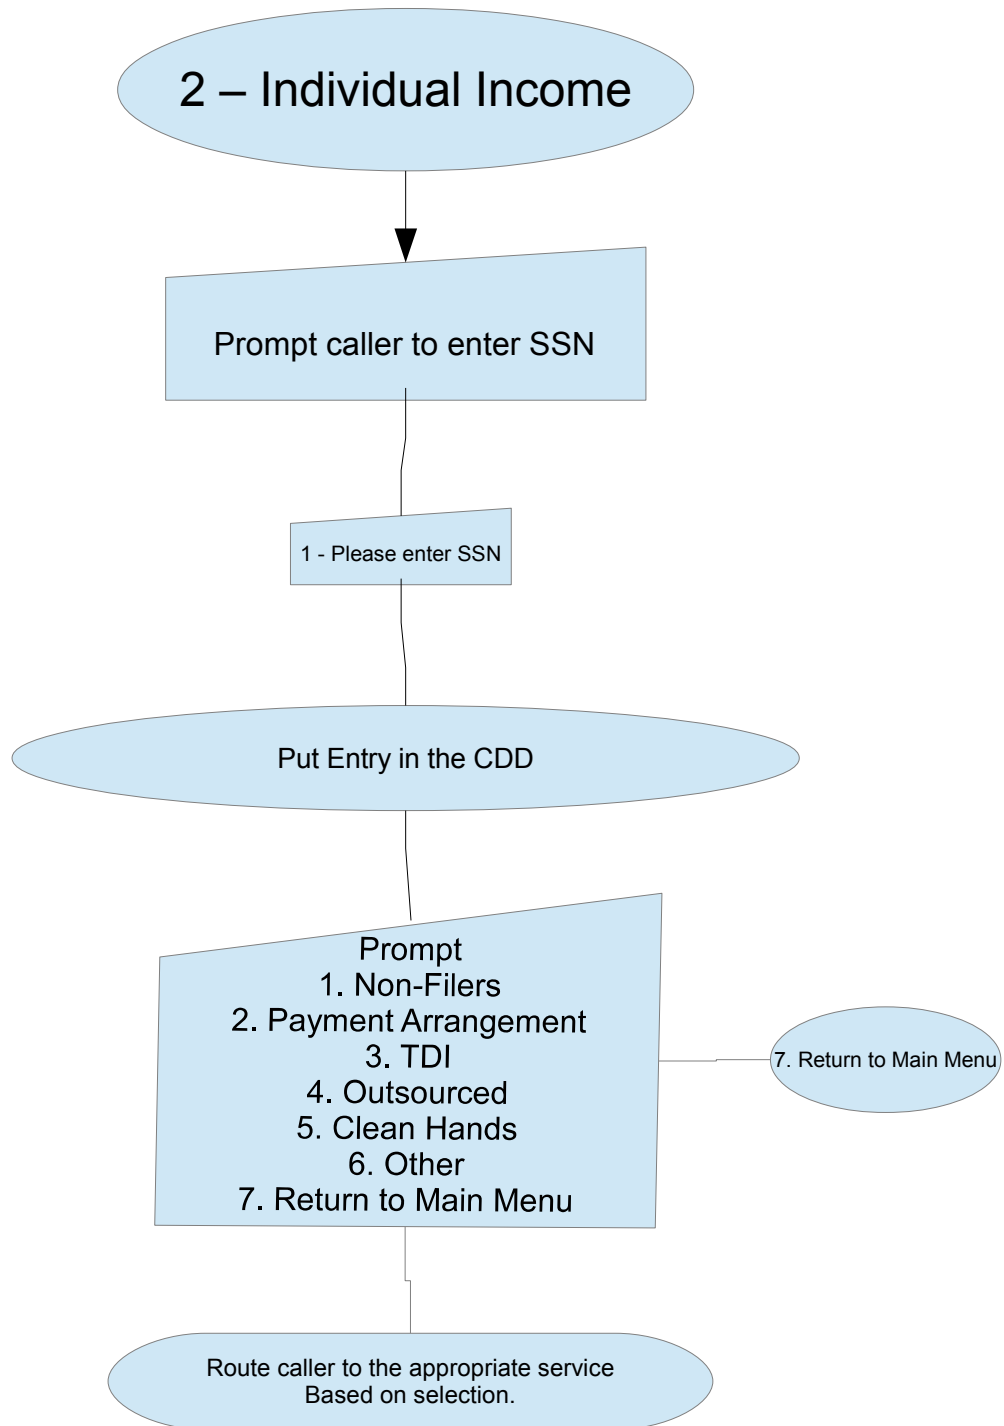 2 – Individual Income
Prompt caller to enter SSN
1 - Please enter SSN
Put Entry in the CDD
Prompt
1. Non-Filers
2. Payment Arrangement
3. TDI
4. Outsourced
5. Clean Hands
6. Other
7. Return to Main Menu
7. Return to Main Menu
Route caller to the appropriate service
Based on selection.